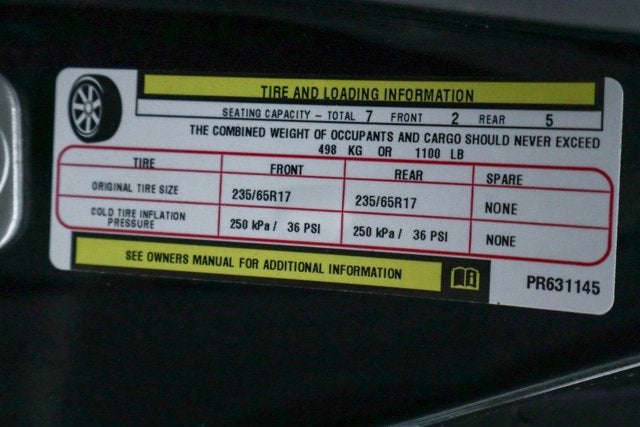 TIRE AND LOADING INFORMATION
SEATING CAPACITY – TOTAL 7 FRONT 2 REAR 5
THE COMBINED WEIGHT OF OCCUPANTS AND CARGO SHOULD NEVER EXCEED
498 KG OR 1100 LB
TIRE FRONT REAR SPARE
ORIGINAL TIRE SIZE 235/65R17 235/65R17 NONE
COLD TIRE INFLATION
PRESSURE 250 kPa / 36 PSI 250 kPa / 36 PSI NONE
SEE OWNERS MANUAL FOR ADDITIONAL INFORMATION
PR631145